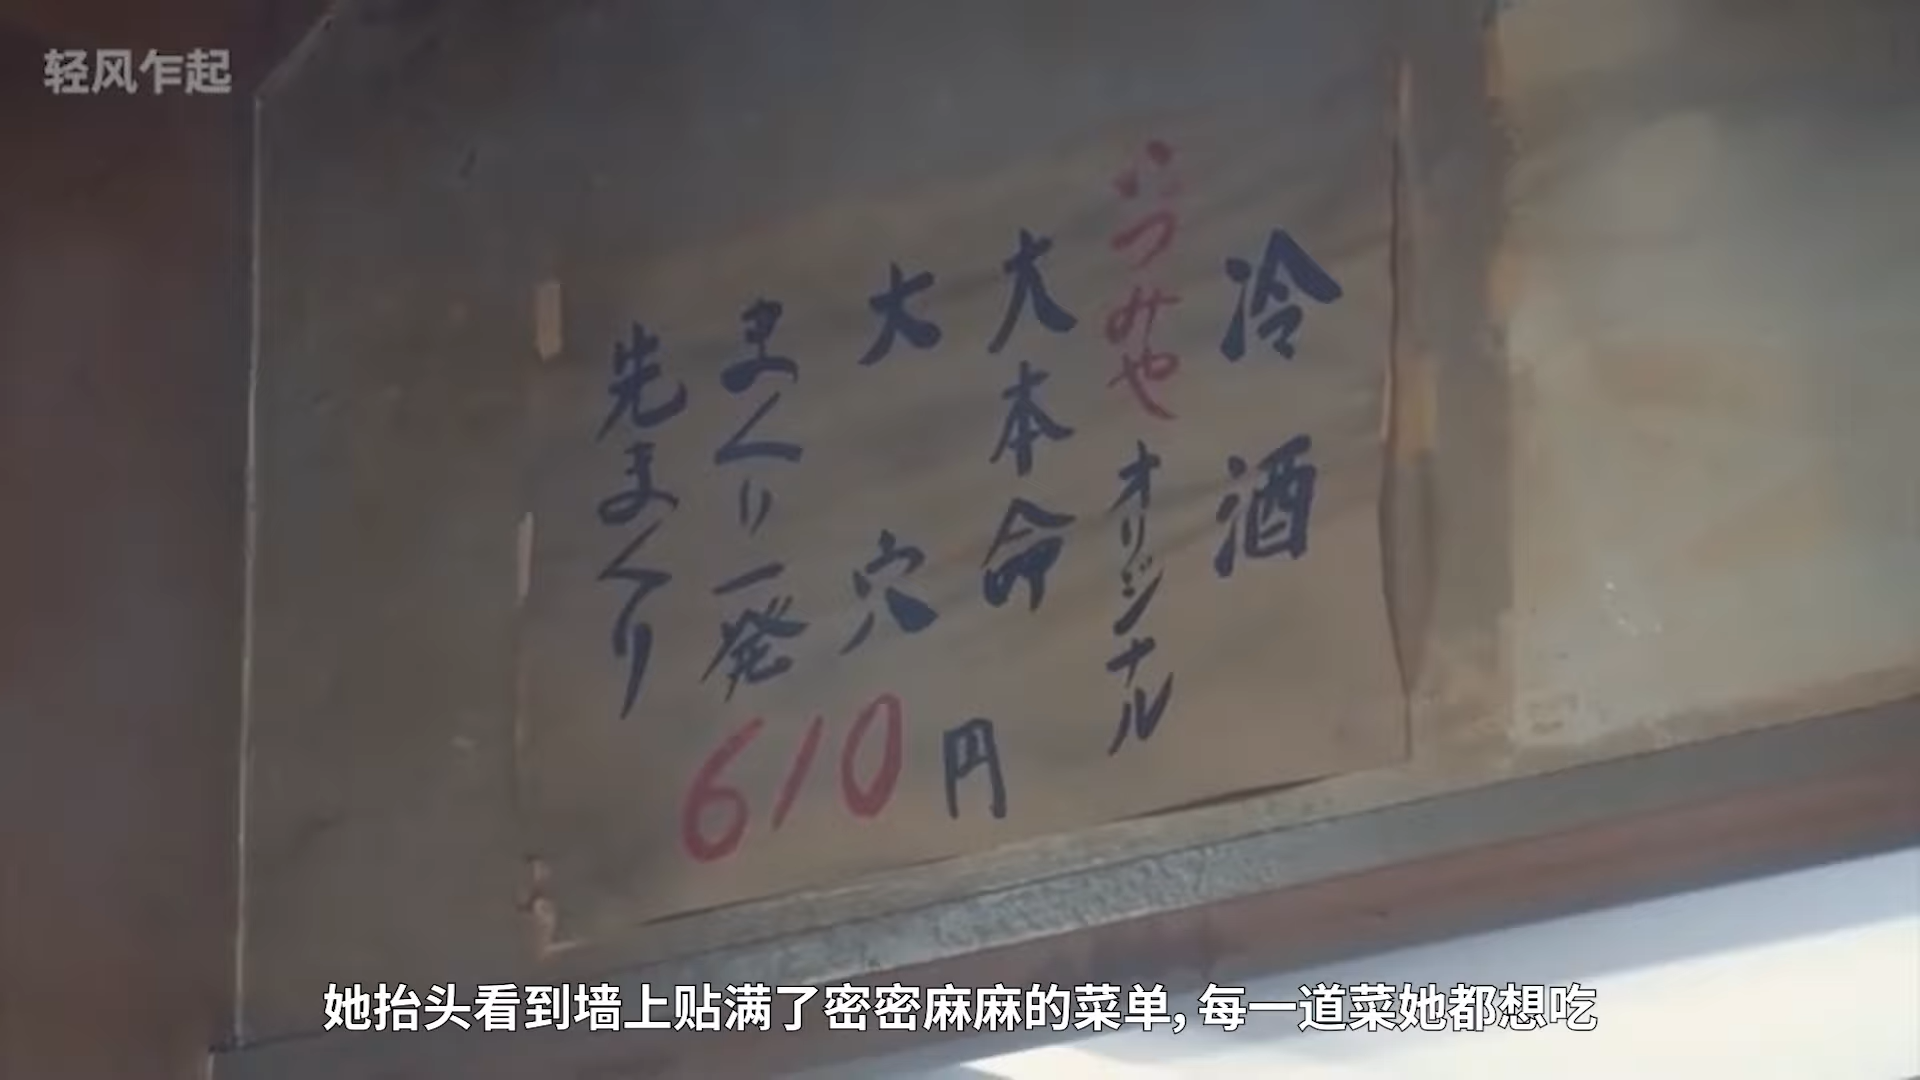 轻风乍起
冷酒
いづみや オリジナル
大本命
大穴
まくり一発
先まくり
610円
她抬头看到墙上贴满了密密麻麻的菜单,每一道菜她都想吃